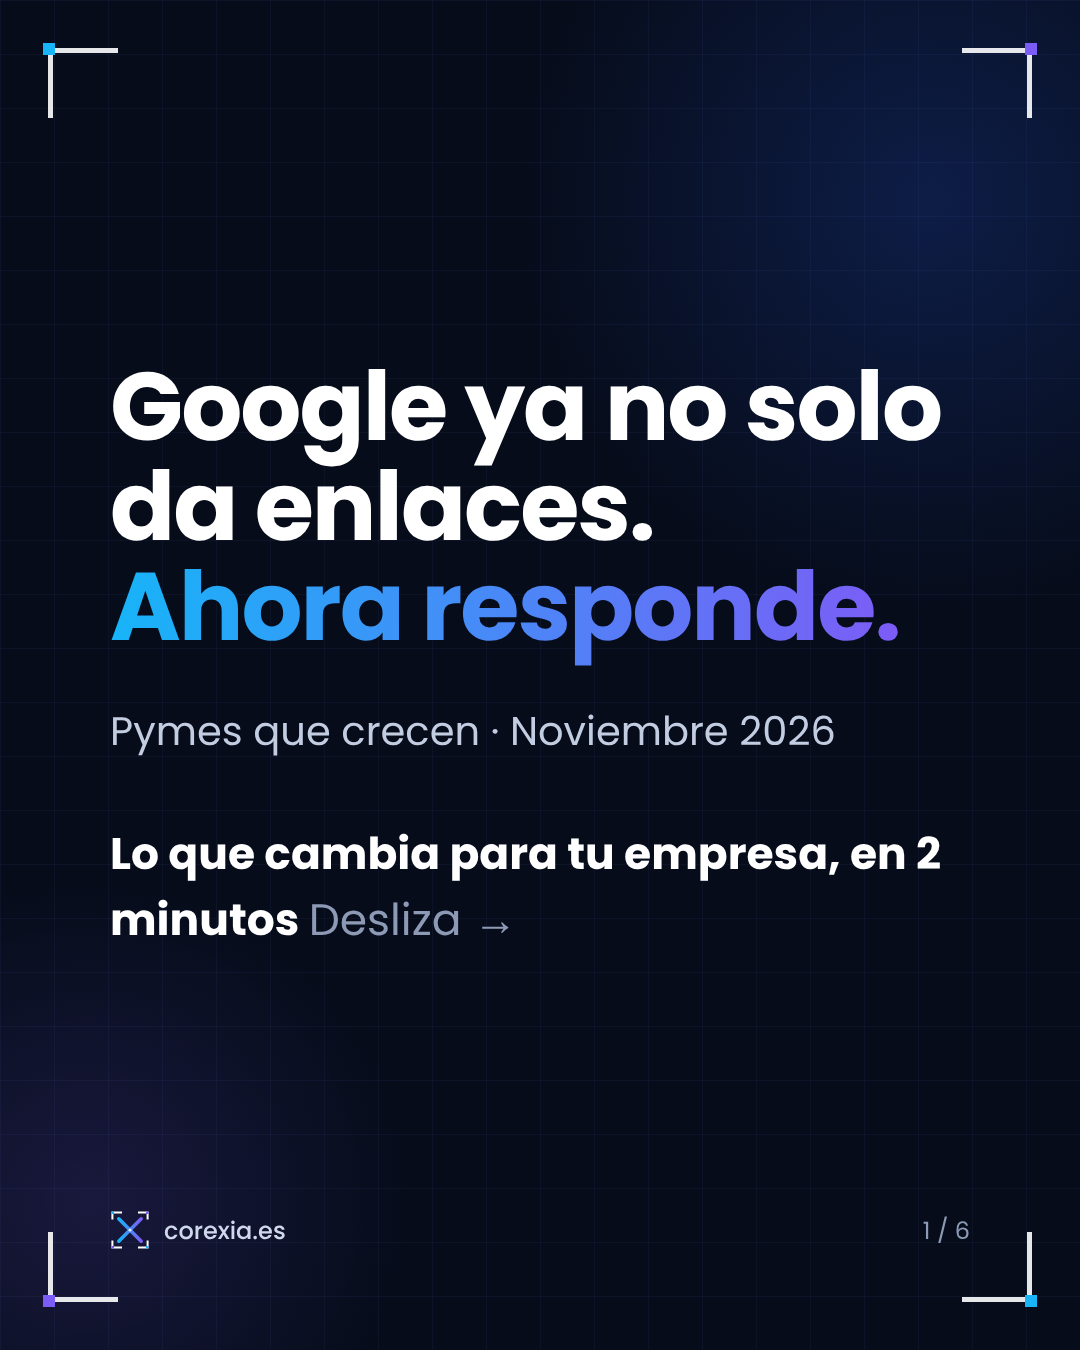 Google ya no solo
da enlaces.
Ahora responde.
Pymes que crecen · Noviembre 2026
Lo que cambia para tu empresa, en 2
minutos Desliza →
corexia.es
1 / 6